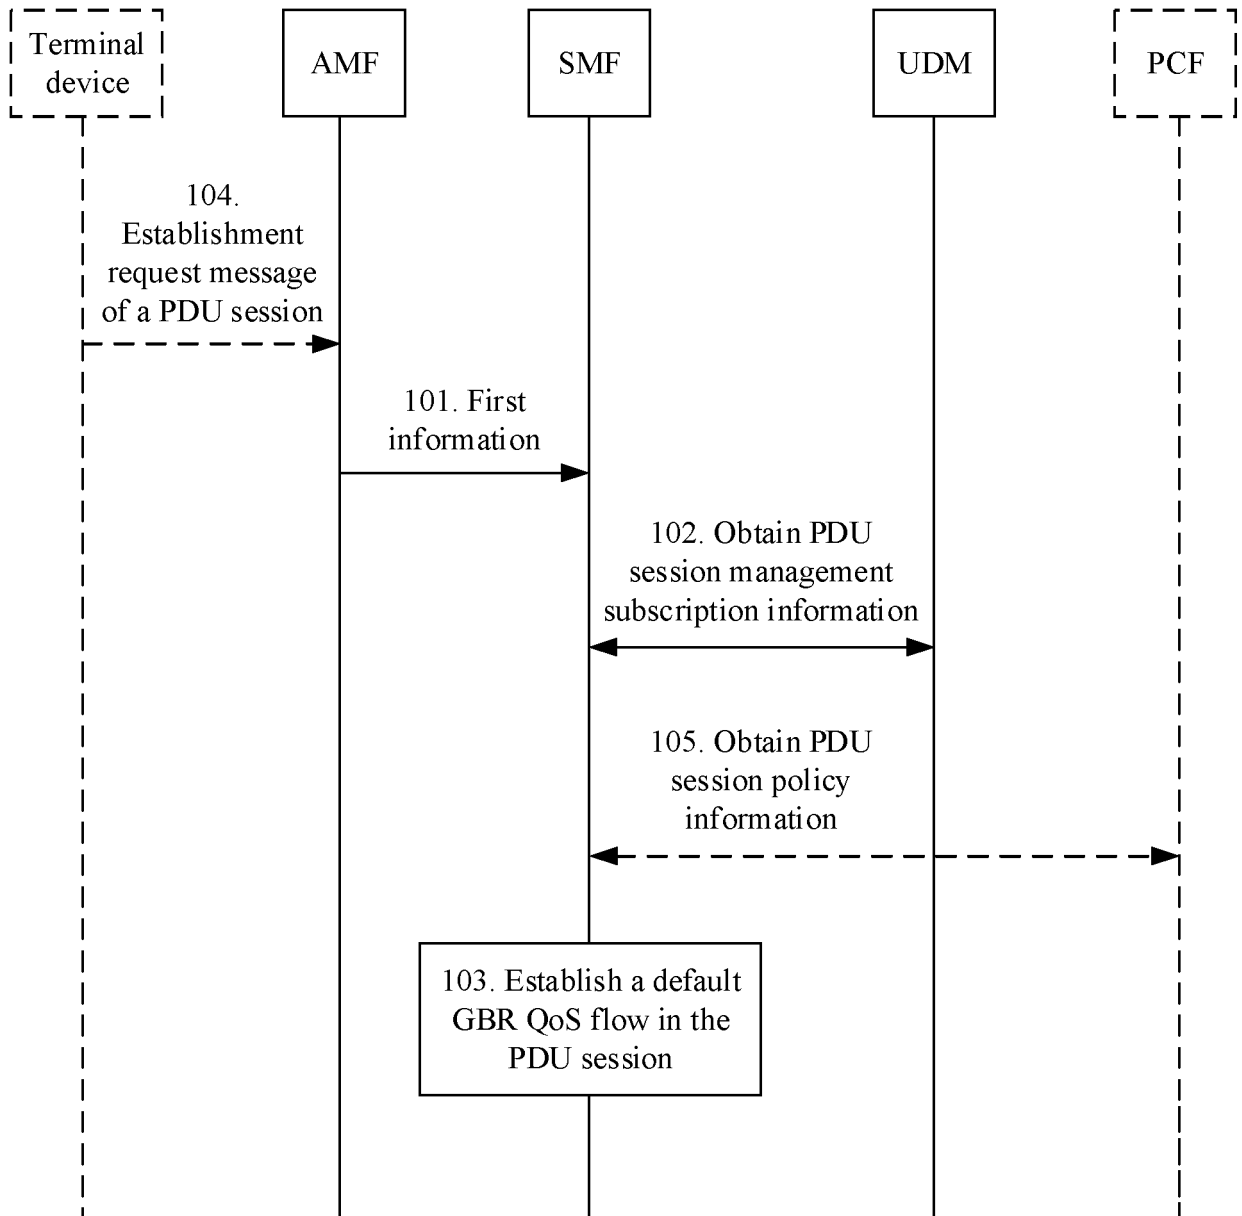 Terminal
device
AMF
SMF
UDM
PCF
104.
Establishment
request message
of a PDU session
101. First
information
102. Obtain PDU
session management
subscription information
105. Obtain PDU
session policy
information
103. Establish a default
GBR QoS flow in the
PDU session